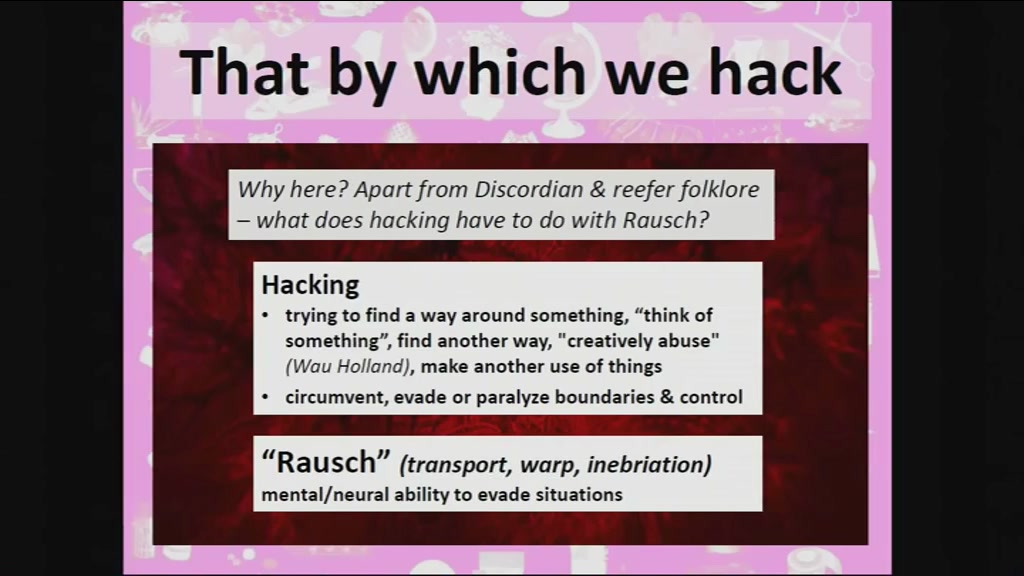 That by which we hack
Why here? Apart from Discordian & reefer folklore
– what does hacking have to do with Rausch?
Hacking
• trying to find a way around something, “think of
something”, find another way, "creatively abuse"
(Wau Holland), make another use of things
• circumvent, evade or paralyze boundaries & control
“Rausch” (transport, warp, inebriation)
mental/neural ability to evade situations